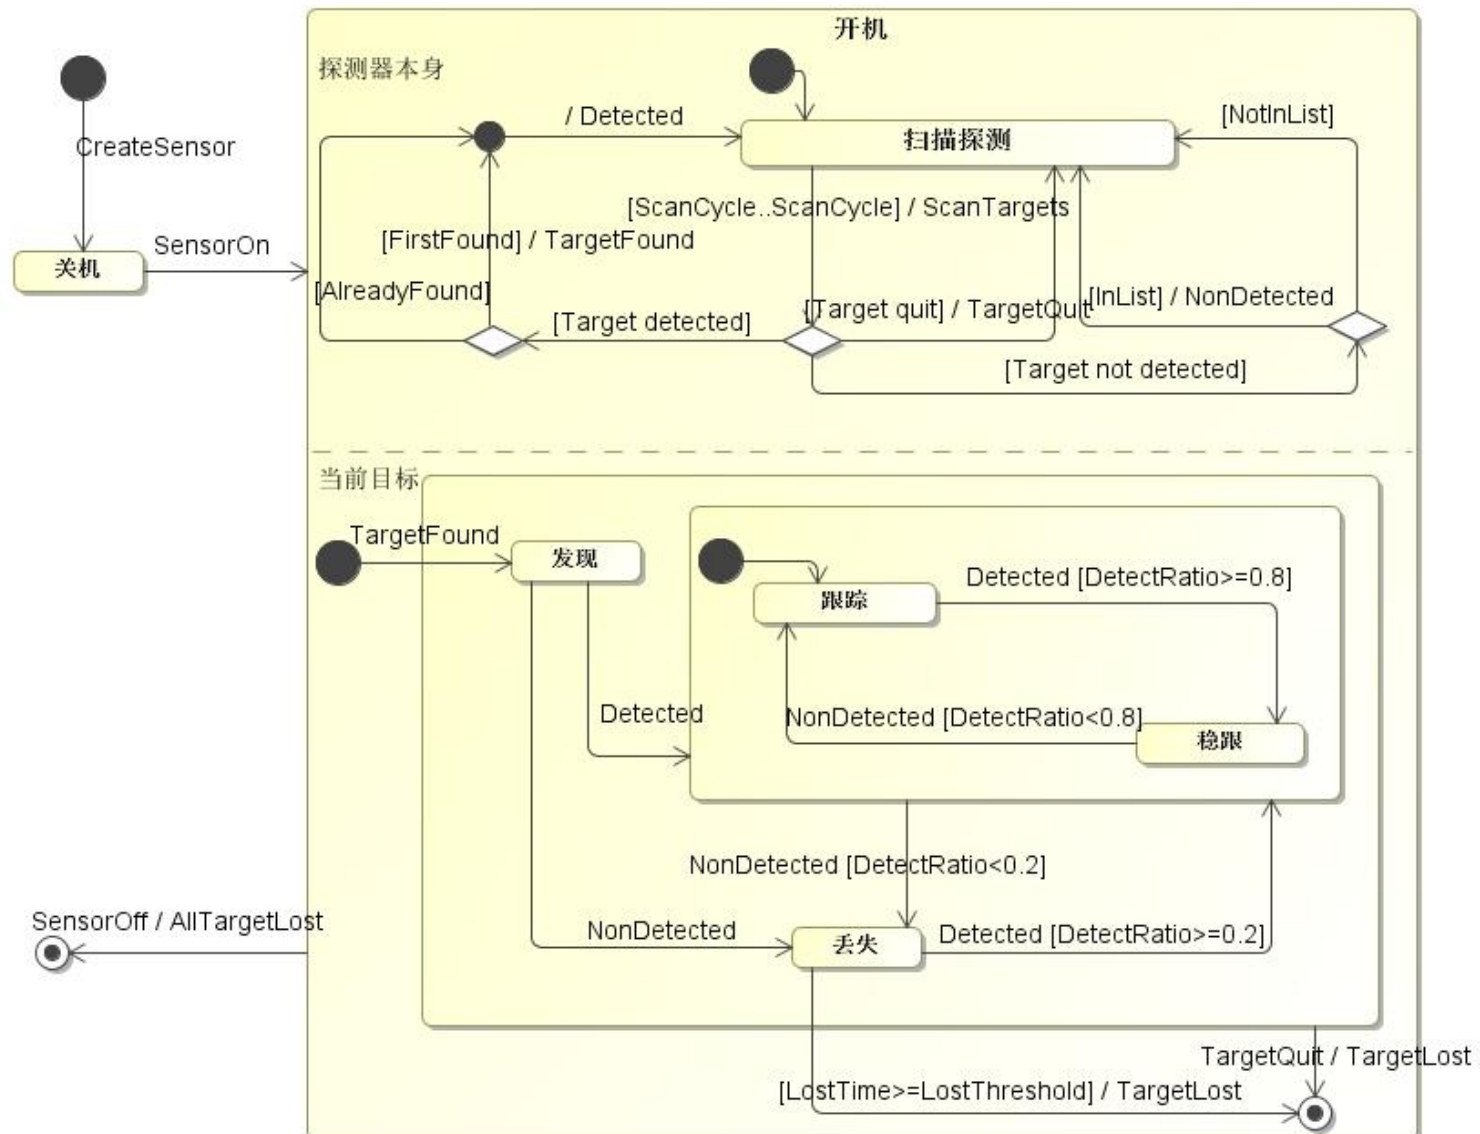 开机
探测器本身
/ Detected
[NotInList]
扫描探测
CreateSensor
[ScanCycle..ScanCycle] / ScanTargets
SensorOn
[FirstFound] / TargetFound
关机
[AlreadyFound]
[Target detected]
[Target quit] / TargetQuit
[InList] / NonDetected
[Target not detected]
当前目标
TargetFound
发现
Detected [DetectRatio>=0.8]
跟踪
Detected
NonDetected [DetectRatio<0.8]
稳跟
NonDetected [DetectRatio<0.2]
SensorOff / AllTargetLost
NonDetected
丢失
Detected [DetectRatio>=0.2]
TargetQuit / TargetLost
[LostTime>=LostThreshold] / TargetLost